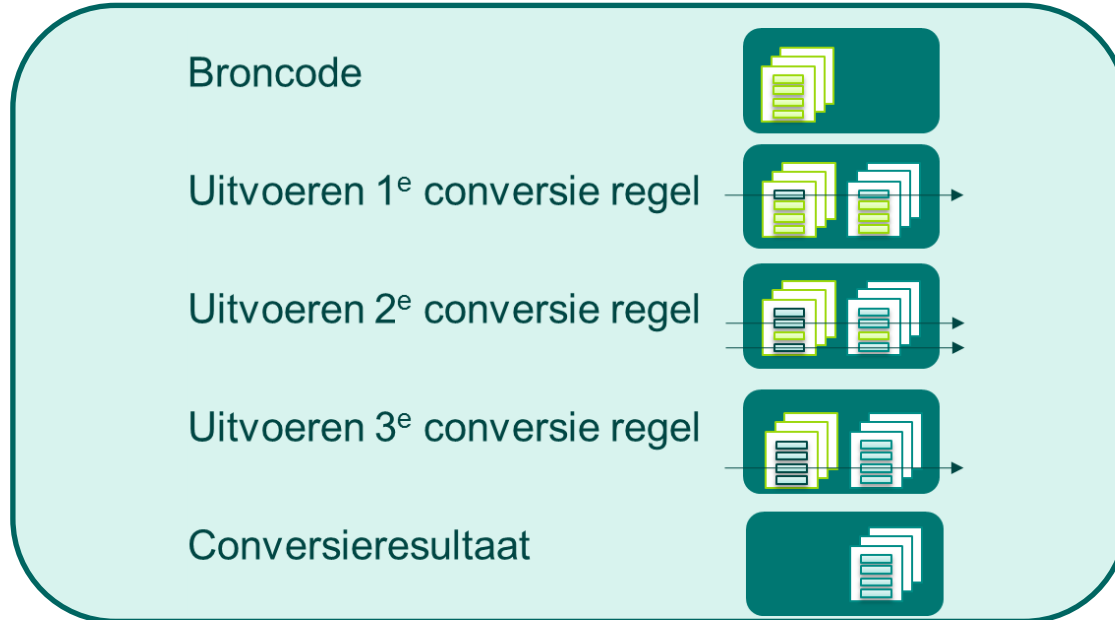 Broncode
Uitvoeren 1e conversie regel
Uitvoeren 2e conversie regel
Uitvoeren 3e conversie regel
Conversieresultaat